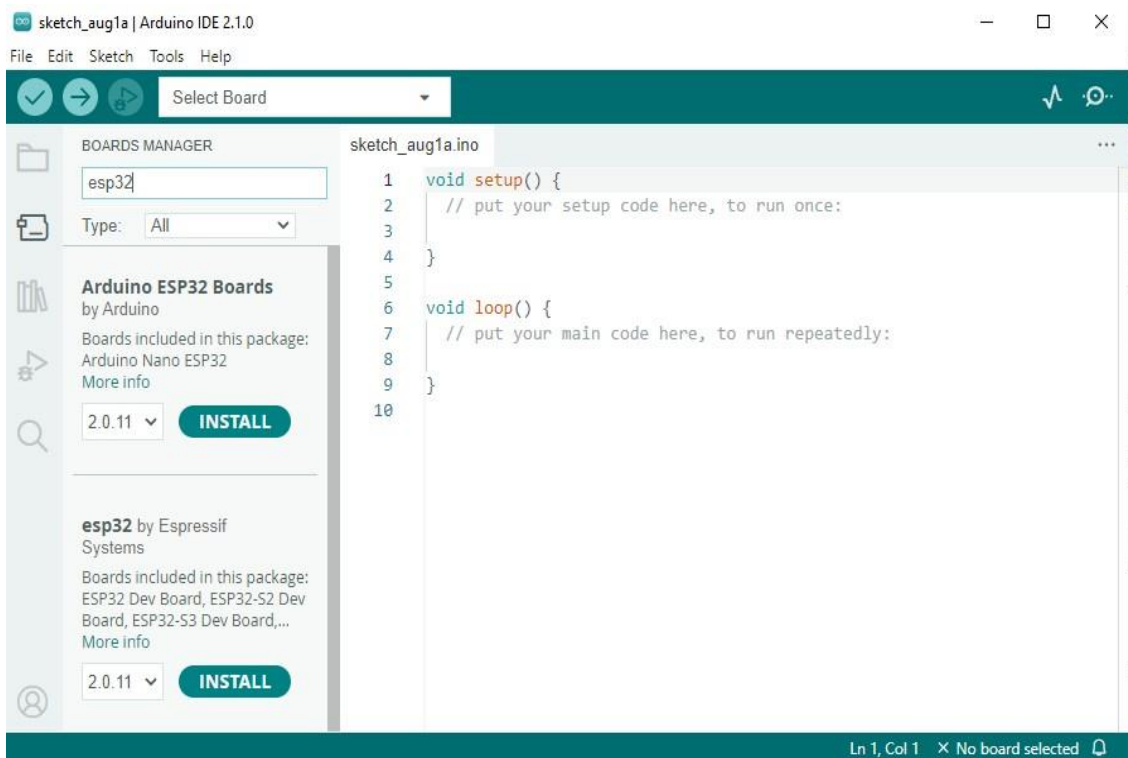 sketch_aug1a | Arduino IDE 2.1.0
File Edit Sketch Tools Help
Select Board
BOARDS MANAGER
esp32
Type: All
Arduino ESP32 Boards
by Arduino
Boards included in this package:
Arduino Nano ESP32
More info
2.0.11 INSTALL
esp32 by Espressif
Systems
Boards included in this package:
ESP32 Dev Board, ESP32-S2 Dev
Board, ESP32-S3 Dev Board,...
More info
2.0.11 INSTALL
sketch_aug1a.ino
1 void setup() {
2 // put your setup code here, to run once:
3
4 }
5
6 void loop() {
7 // put your main code here, to run repeatedly:
8
9 }
10
Ln 1, Col 1 No board selected